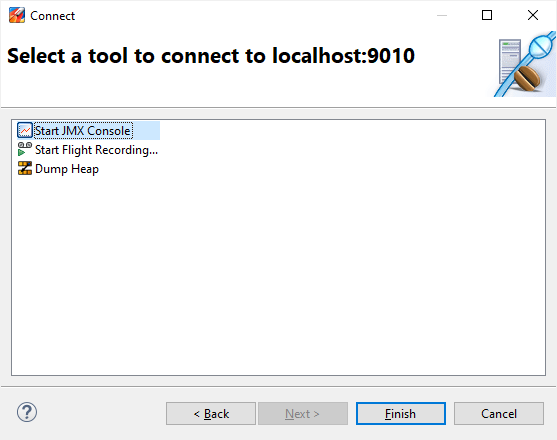 Connect
Select a tool to connect to localhost:9010
Start JMX Console
Start Flight Recording...
Dump Heap
? < Back Next > Finish Cancel